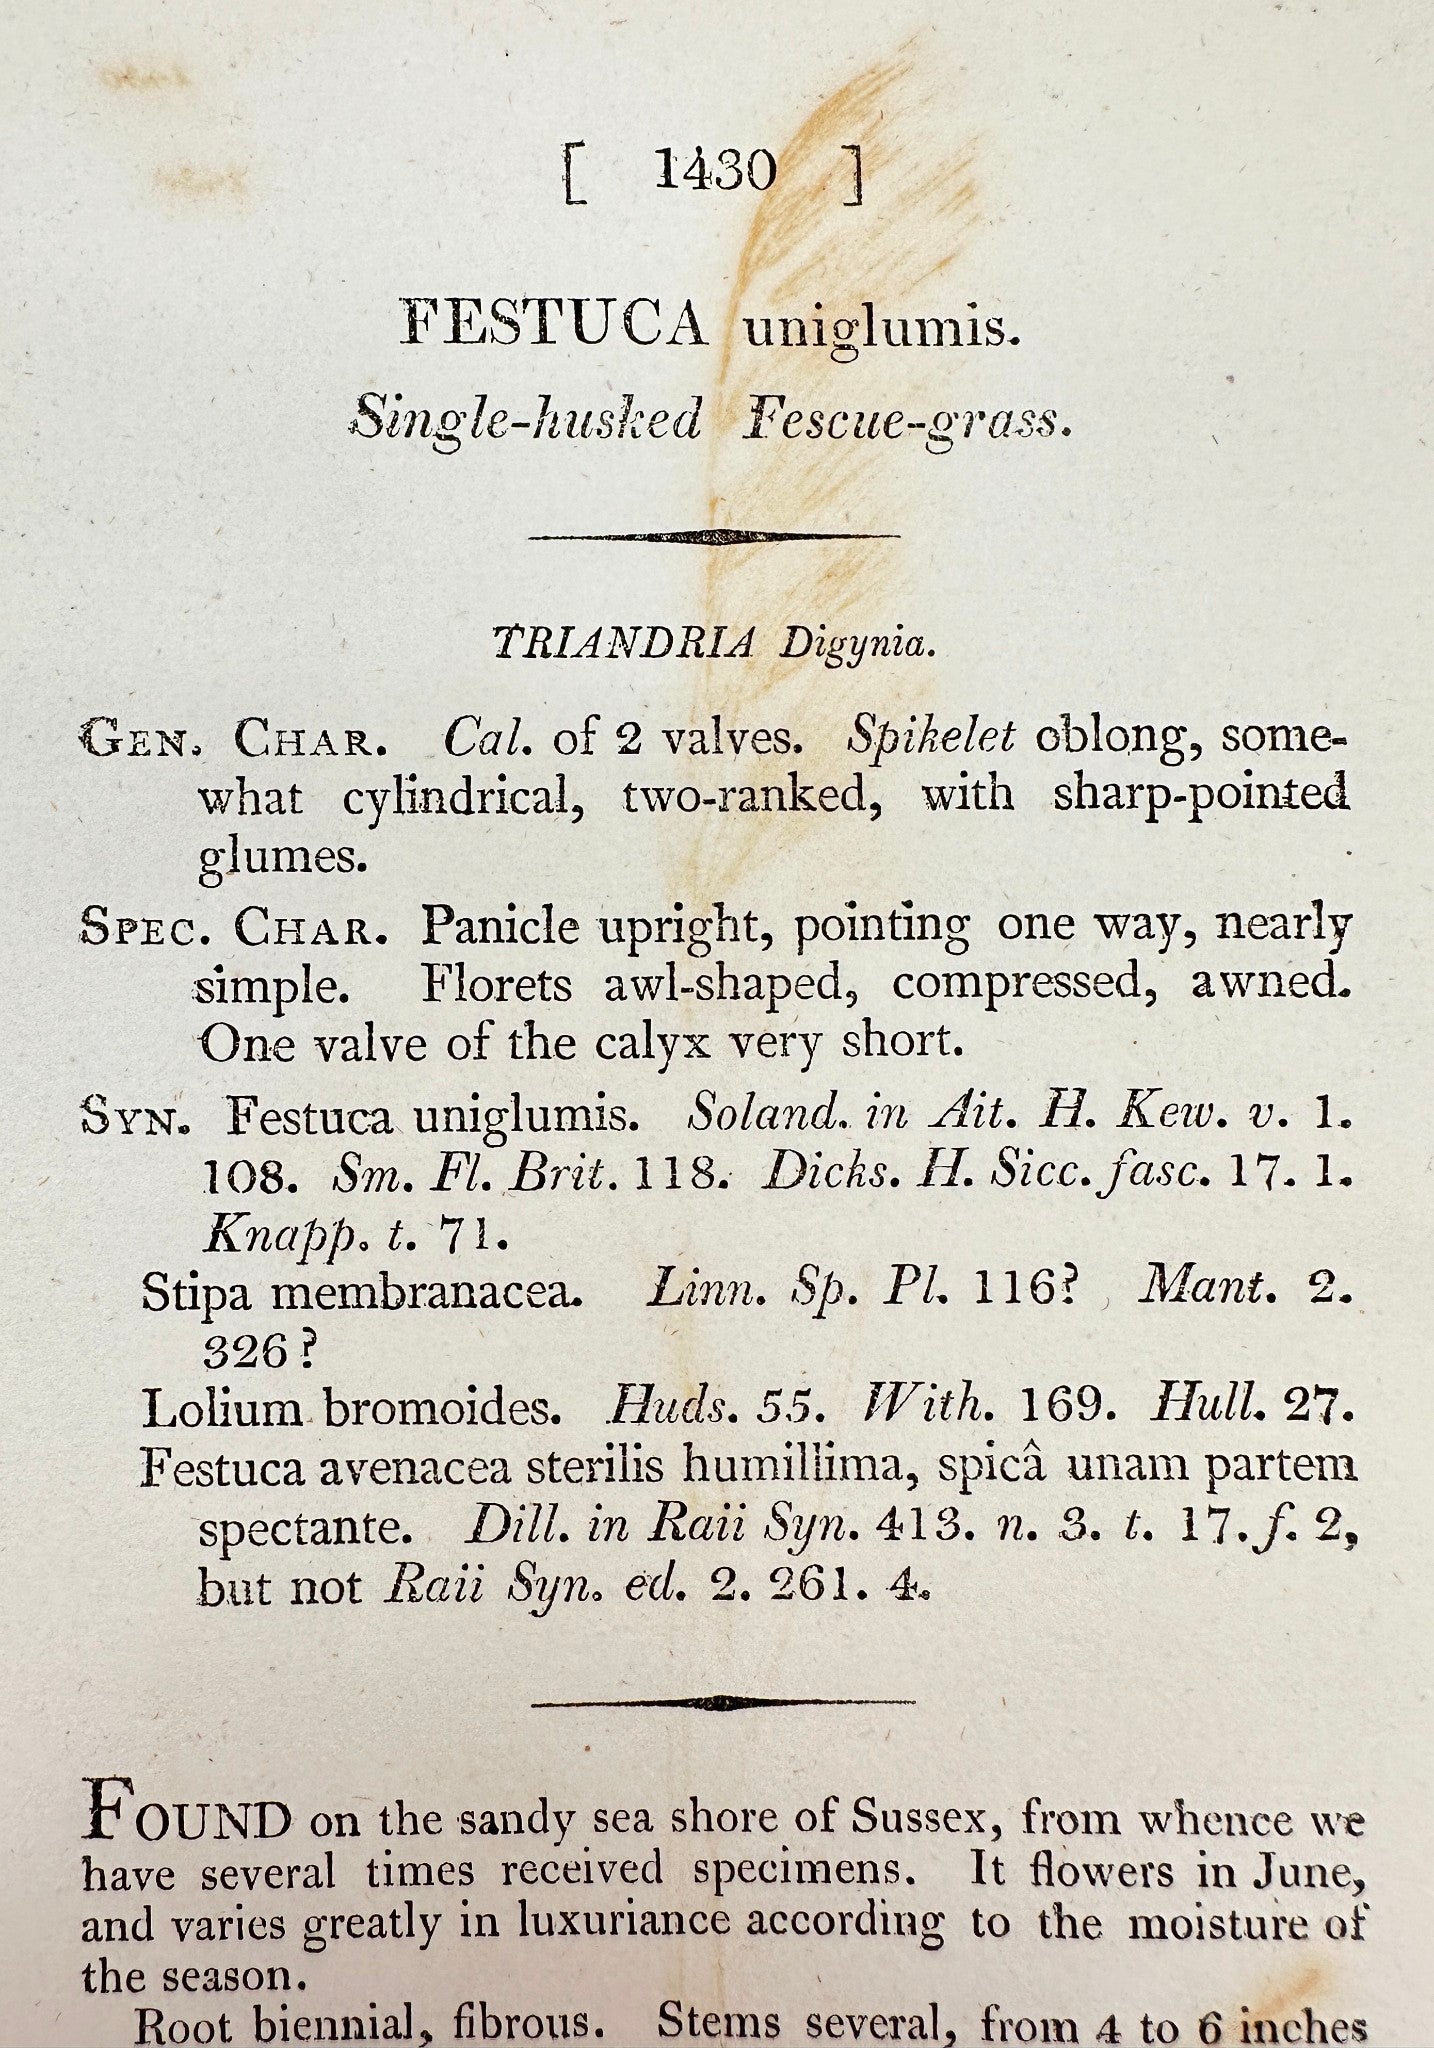 [ 1430 ]
FESTUCA uniglumis.
Single-husked Fescue-grass.
TRIANDRIA Digynia.
GEN. CHAR. Cal. of 2 valves. Spikelet oblong, some-
what cylindrical, two-ranked, with sharp-pointed
glumes.
SPEC. CHAR. Panicle upright, pointing one way, nearly
simple. Florets awl-shaped, compressed, awned.
One valve of the calyx very short.
SYN. Festuca uniglumis. Soland. in Ait. H. Kew. v. 1.
108. Sm. Fl. Brit. 118. Dicks. H. Sicc. fasc. 17. 1.
Knapp. t. 71.
Stipa membranacea. Linn. Sp. Pl. 116? Mant. 2.
326?
Lolium bromoides. Huds. 55. With. 169. Hull. 27.
Festuca avenacea sterilis humillima, spicâ unam partem
spectante. Dill. in Raii Syn. 413. n. 3. t. 17. f. 2,
but not Raii Syn. ed. 2. 261. 4.
FOUND on the sandy sea shore of Sussex, from whence we
have several times received specimens. It flowers in June,
and varies greatly in luxuriance according to the moisture of
the season.
Root biennial, fibrous. Stems several, from 4 to 6 inches